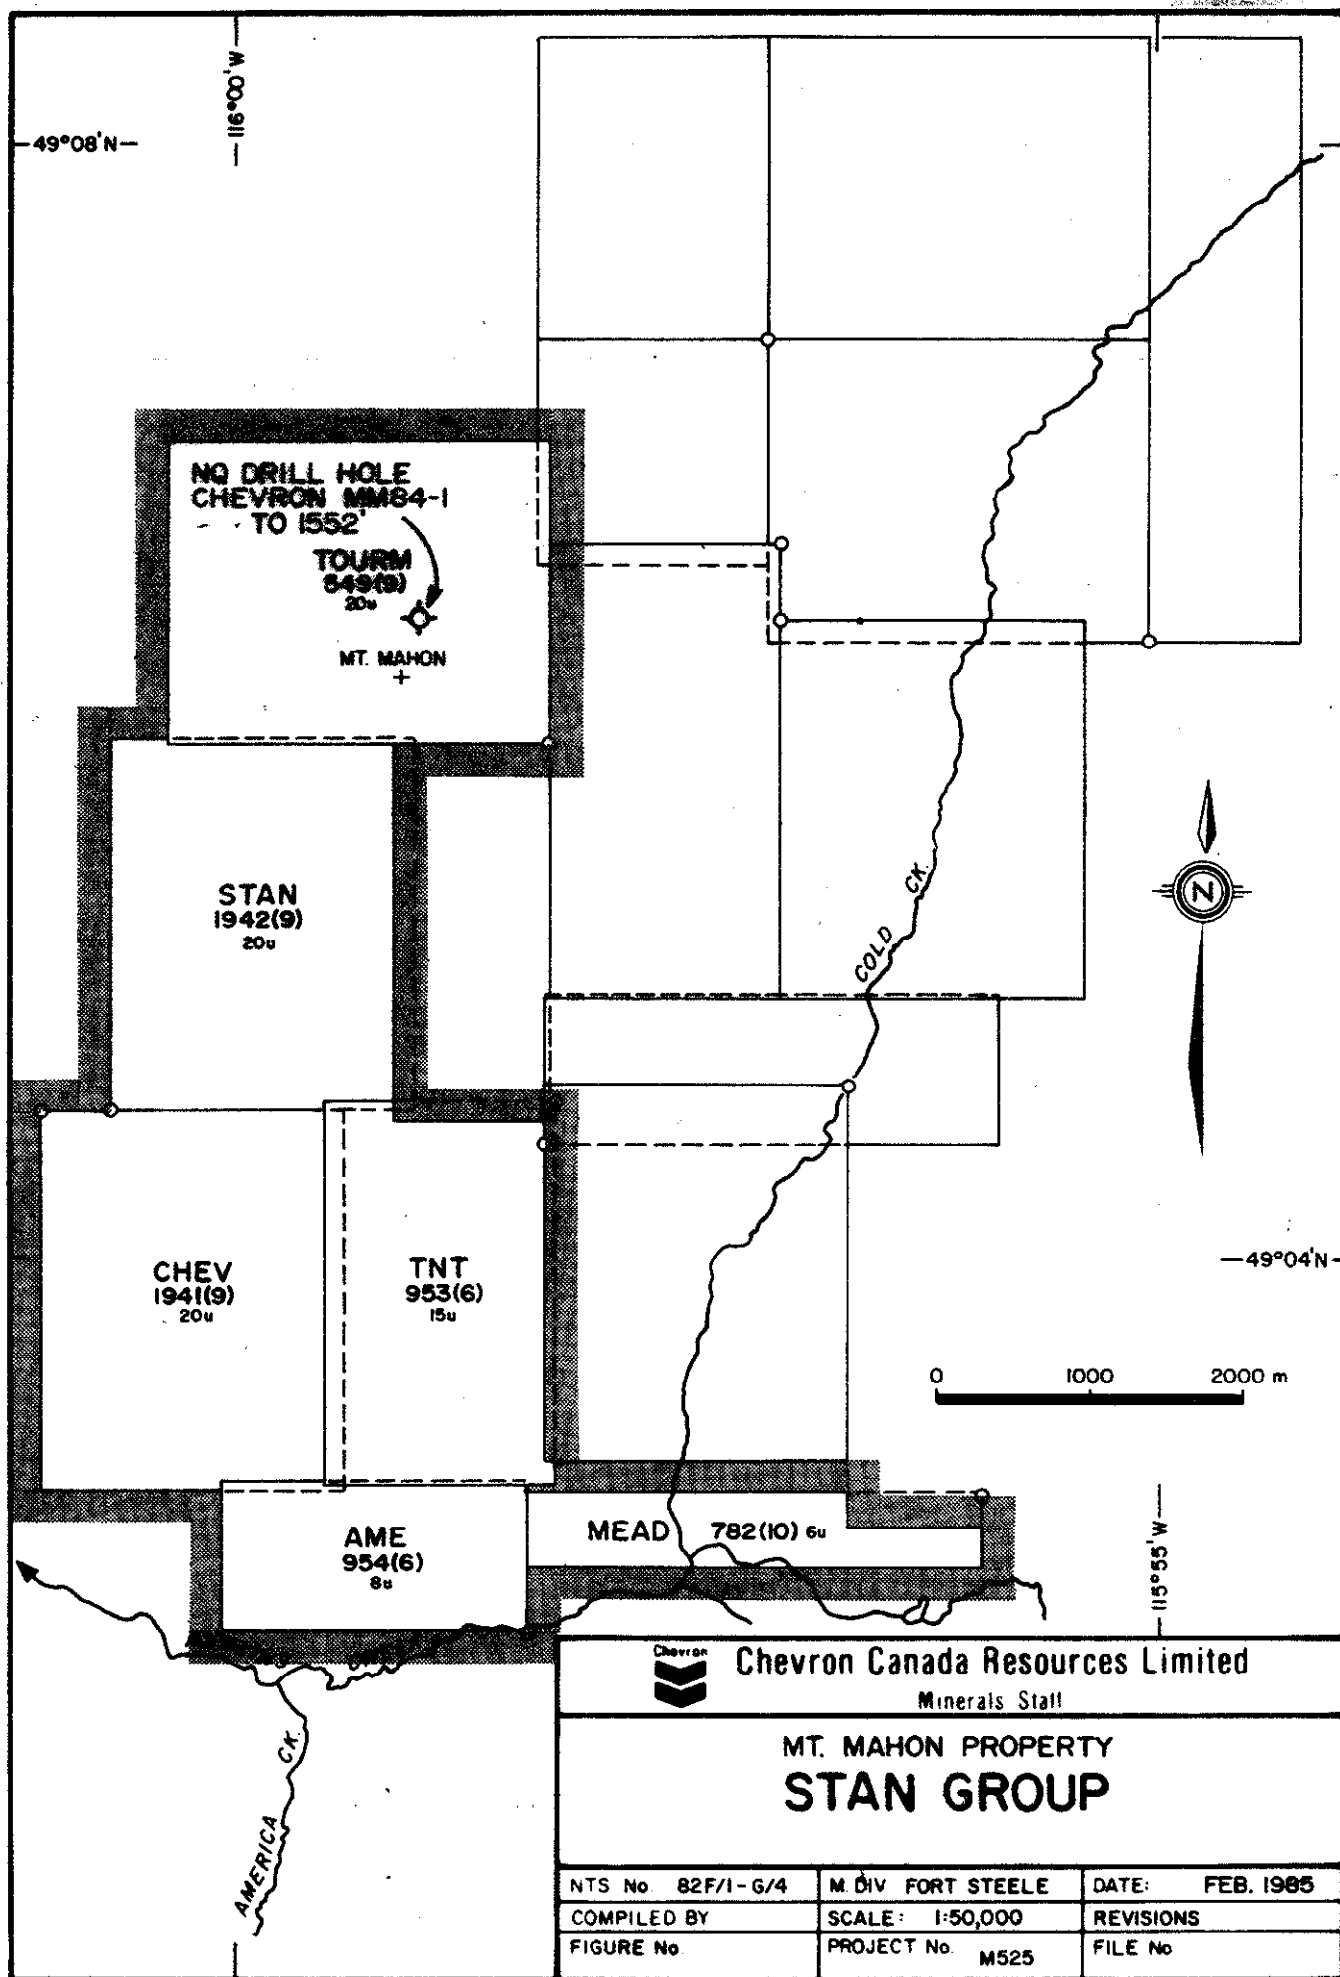 116°00'W
49°08'N
NQ DRILL HOLE
CHEVRON MM84-1
TO 1552'
TOURM
549(9)
20u
MT. MAHON
STAN
1942(9)
20u
COLD CK.
N
CHEV
1941(9)
20u
TNT
953(6)
15u
49°04'N
0 1000 2000 m
AME
954(6)
8u
MEAD 782(10) 6u
115°55'W
AMERICA CK.
Chevron
Chevron Canada Resources Limited
Minerals Staff
MT. MAHON PROPERTY
STAN GROUP
NTS No. 82F/1-G/4
M. DIV FORT STEELE
DATE: FEB. 1985
COMPILED BY
SCALE: 1:50,000
REVISIONS
FIGURE No.
PROJECT No. M525
FILE No